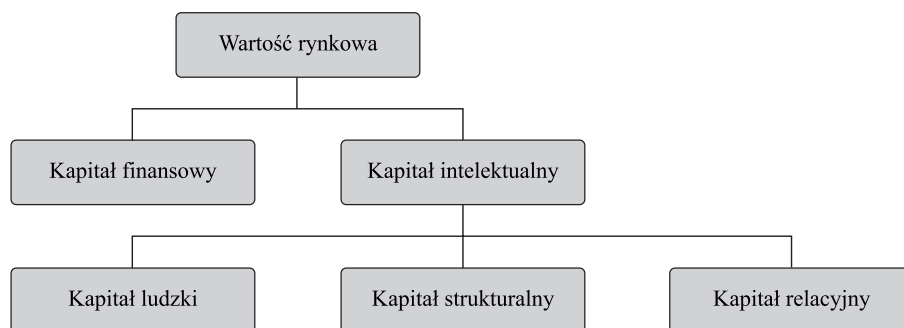 Wartość rynkowa
Kapitał finansowy
Kapitał intelektualny
Kapitał ludzki
Kapitał strukturalny
Kapitał relacyjny